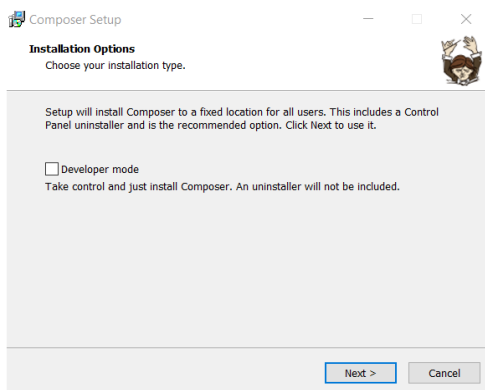 Composer Setup
Installation Options
Choose your installation type.
Setup will install Composer to a fixed location for all users. This includes a Control
Panel uninstaller and is the recommended option. Click Next to use it.
Developer mode
Take control and just install Composer. An uninstaller will not be included.
Next >
Cancel